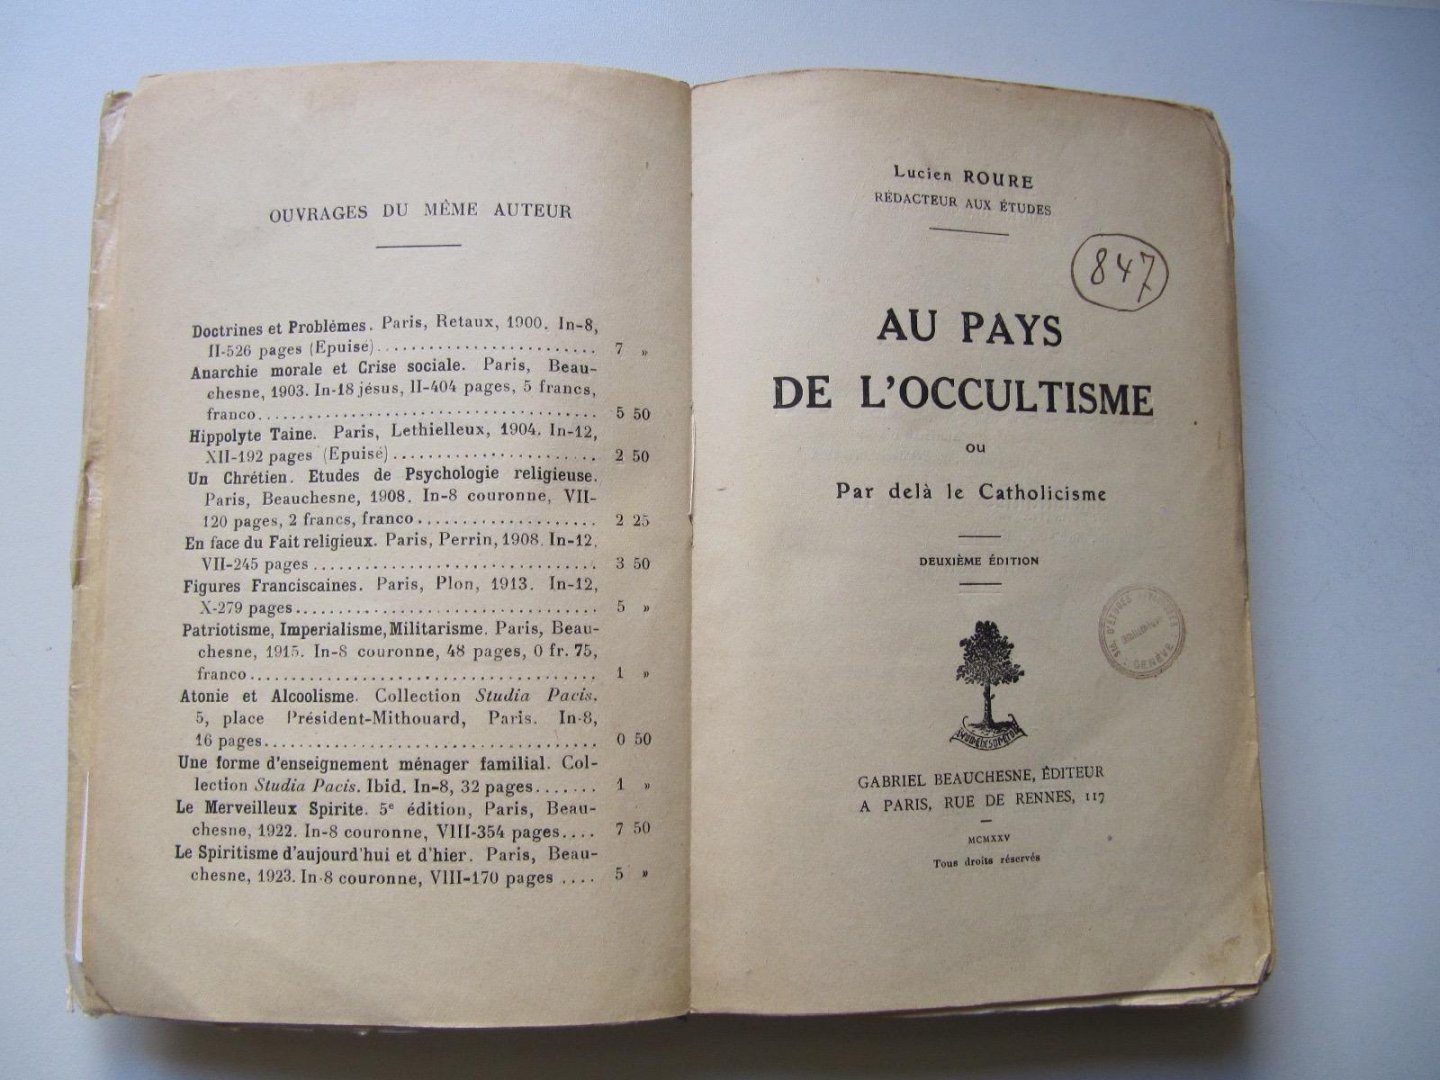 OUVRAGES DU MÊME AUTEUR
Doctrines et Problèmes. Paris, Retaux, 1900. In-8,
II-526 pages (Epuisé)........................ 7 »
Anarchie morale et Crise sociale. Paris, Beau-
chesne, 1903. In-18 jésus, II-404 pages, 5 francs,
franco...................................... 5 50
Hippolyte Taine. Paris, Lethielleux, 1904. In-12,
XII-192 pages (Epuisé)...................... 2 50
Un Chrétien. Etudes de Psychologie religieuse.
Paris, Beauchesne, 1908. In-8 couronne, VII-
120 pages, 2 francs, franco.................... 2 25
En face du Fait religieux. Paris, Perrin, 1908. In-12,
VII-245 pages................................ 3 50
Figures Franciscaines. Paris, Plon, 1913. In-12,
X-279 pages.................................. 5 »
Patriotisme, Imperialisme, Militarisme. Paris, Beau-
chesne, 1915. In-8 couronne, 48 pages, 0 fr. 75,
franco....................................... 1 »
Atonie et Alcoolisme. Collection Studia Pacis.
5, place Président-Mithouard, Paris. In-8,
16 pages..................................... 0 50
Une forme d'enseignement ménager familial. Col-
lection Studia Pacis. Ibid. In-8, 32 pages....... 1 »
Le Merveilleux Spirite. 5e édition, Paris, Beau-
chesne, 1922. In-8 couronne, VIII-354 pages.... 7 50
Le Spiritisme d'aujourd'hui et d'hier. Paris, Beau-
chesne, 1923. In-8 couronne, VIII-170 pages .... 5 »
Lucien ROURE
RÉDACTEUR AUX ÉTUDES
847
AU PAYS
DE L'OCCULTISME
OU
Par delà le Catholicisme
DEUXIÈME ÉDITION
D'ÉTUDES
GENÈVE
GABRIEL BEAUCHESNE, ÉDITEUR
A PARIS, RUE DE RENNES, 117
MCMXXV
Tous droits réservés